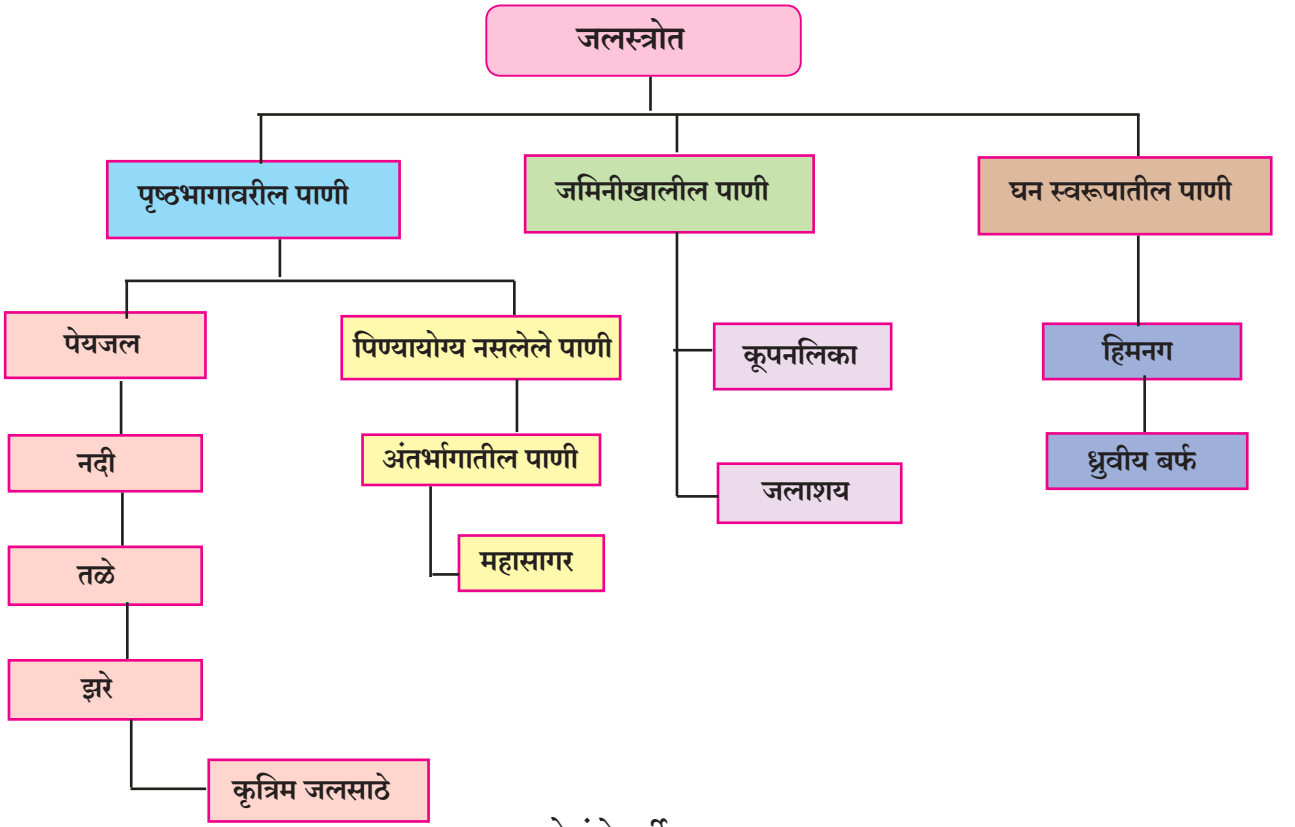 जलस्त्रोत
पृष्ठभागावरील पाणी
जमिनीखालील पाणी
घन स्वरूपातील पाणी
पेयजल
पिण्यायोग्य नसलेले पाणी
कूपनलिका
हिमनग
नदी
अंतर्भागातील पाणी
जलाशय
ध्रुवीय बर्फ
तळे
महासागर
झरे
कृत्रिम जलसाठे